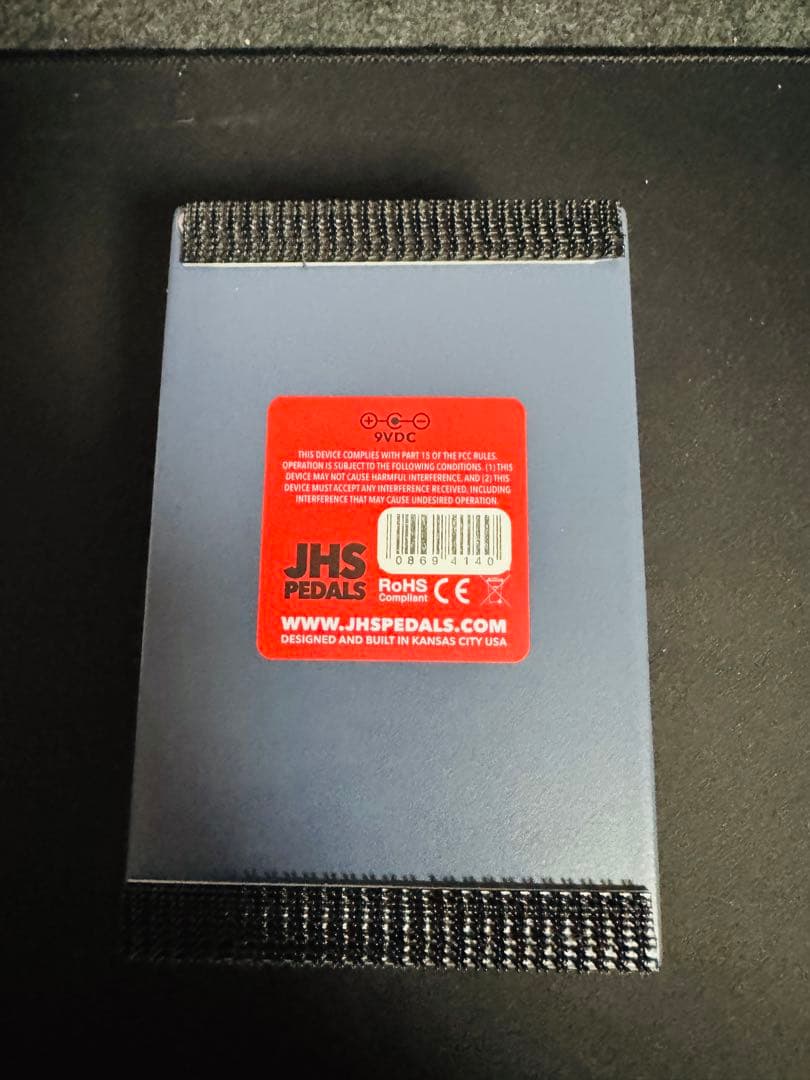 9VDC
THIS DEVICE COMPLIES WITH PART 15 OF THE FCC RULES.
OPERATION IS SUBJECT TO THE FOLLOWING CONDITIONS. (1) THIS
DEVICE MAY NOT CAUSE HARMFUL INTERFERENCE, AND (2) THIS
DEVICE MUST ACCEPT ANY INTERFERENCE RECEIVED, INCLUDING
INTERFERENCE THAT MAY CAUSE UNDESIRED OPERATION.
0869 4140
JHS
PEDALS
RoHS
Compliant
CE
WWW.JHSPEDALS.COM
DESIGNED AND BUILT IN KANSAS CITY USA